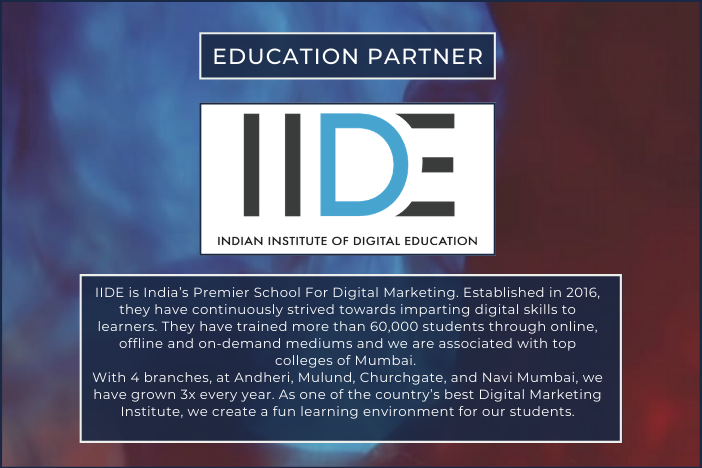 EDUCATION PARTNER
IIDE
INDIAN INSTITUTE OF DIGITAL EDUCATION
IIDE is India's Premier School For Digital Marketing. Established in 2016,
they have continuously strived towards imparting digital skills to
learners. They have trained more than 60,000 students through online,
offline and on-demand mediums and we are associated with top
colleges of Mumbai.
With 4 branches, at Andheri, Mulund, Churchgate, and Navi Mumbai, we
have grown 3x every year. As one of the country's best Digital Marketing
Institute, we create a fun learning environment for our students.